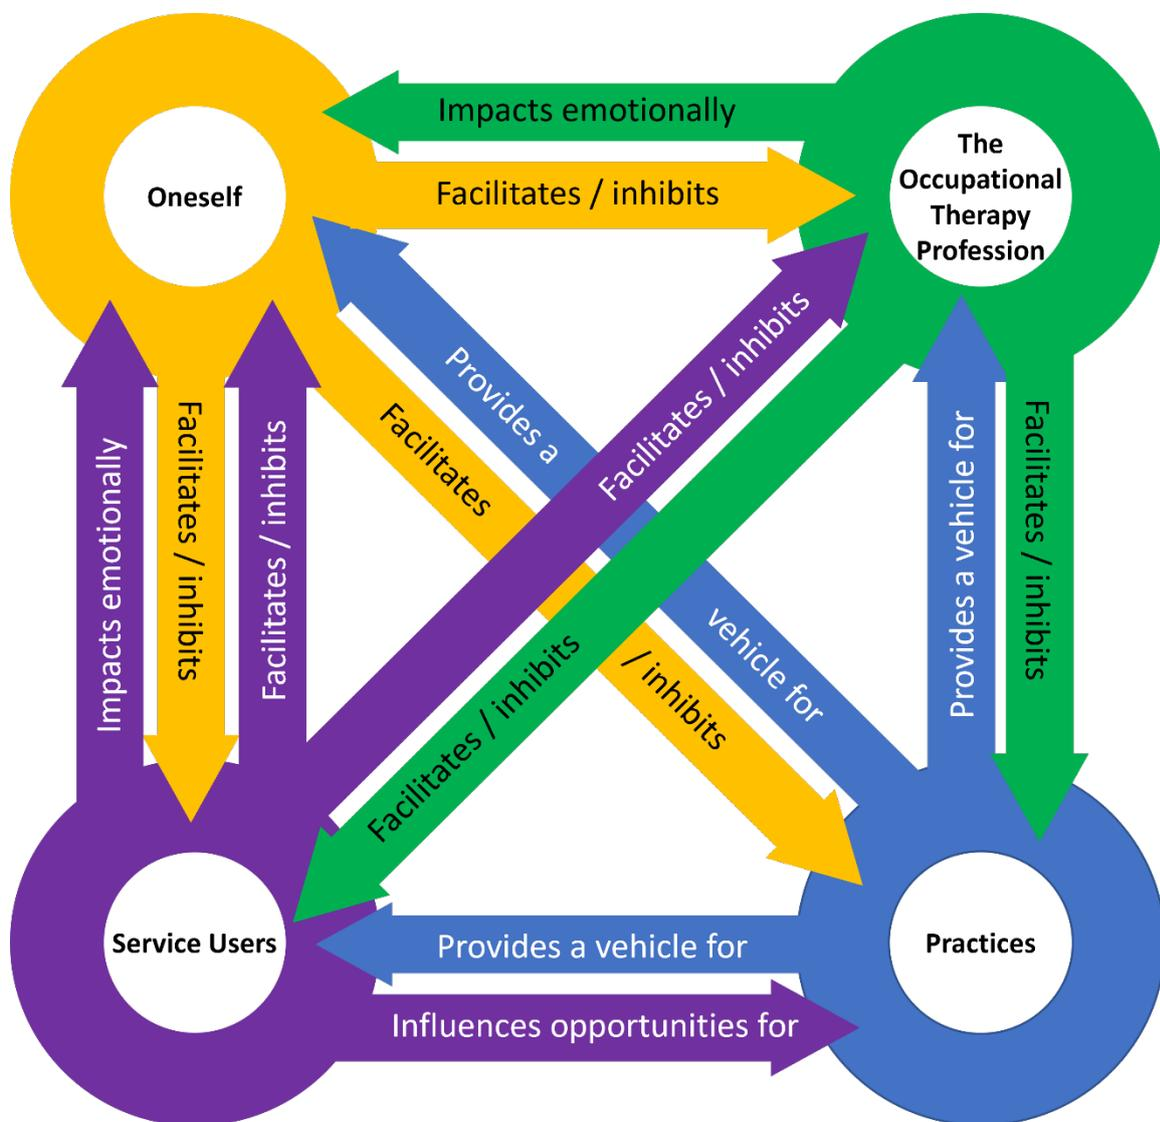 Impacts emotionally
Oneself
Facilitates / inhibits
The
Occupational
Therapy
Profession
Provides a
vehicle for
Facilitates
/ inhibits
Facilitates / inhibits
Facilitates / inhibits
Impacts emotionally
Facilitates / inhibits
Facilitates / inhibits
Provides a vehicle for
Facilitates / inhibits
Service Users
Provides a vehicle for
Practices
Influences opportunities for